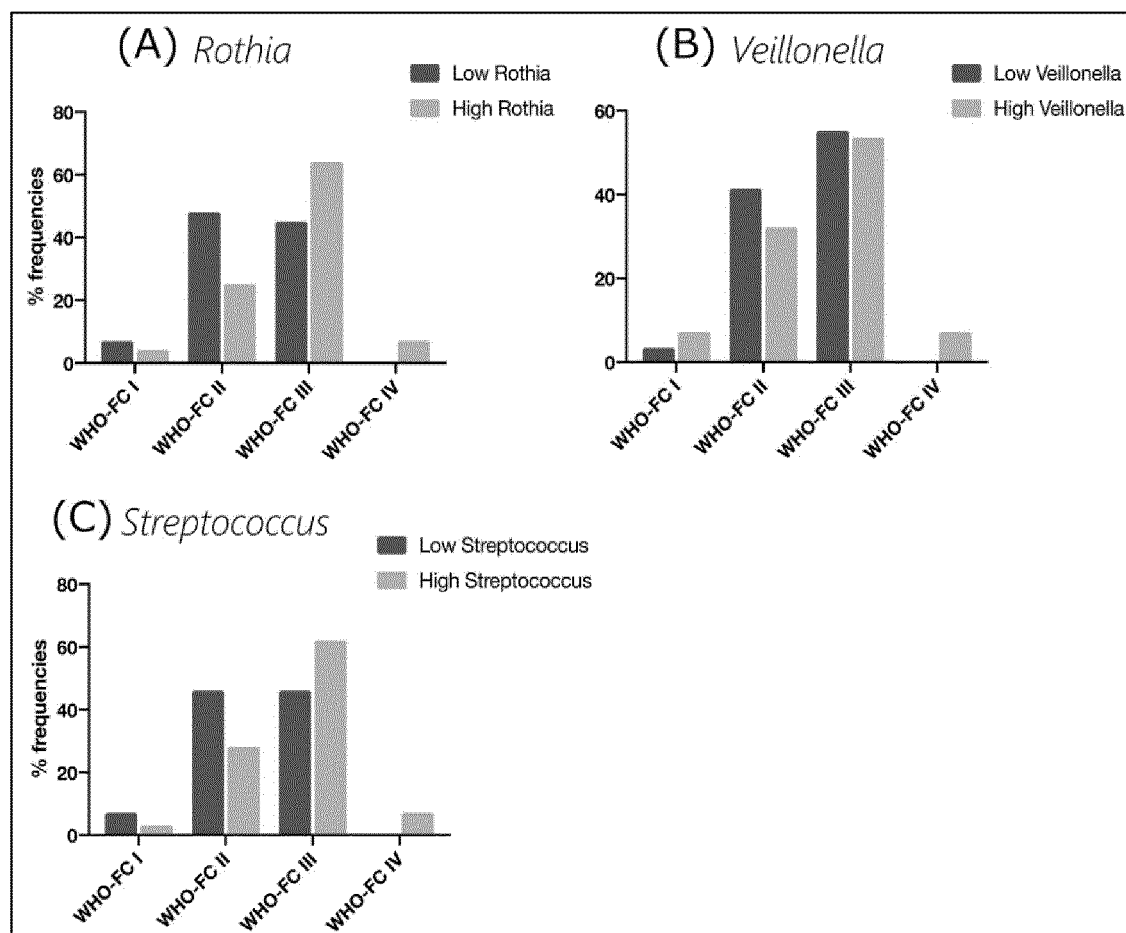 (A) Rothia
Low Rothia
High Rothia
% frequencies
80
60
40
20
0
WHO-FC I
WHO-FC II
WHO-FC III
WHO-FC IV
(B) Veillonella
Low Veillonella
High Veillonella
60
40
20
0
WHO-FC I
WHO-FC II
WHO-FC III
WHO-FC IV
(C) Streptococcus
Low Streptococcus
High Streptococcus
% frequencies
80
60
40
20
0
WHO-FC I
WHO-FC II
WHO-FC III
WHO-FC IV